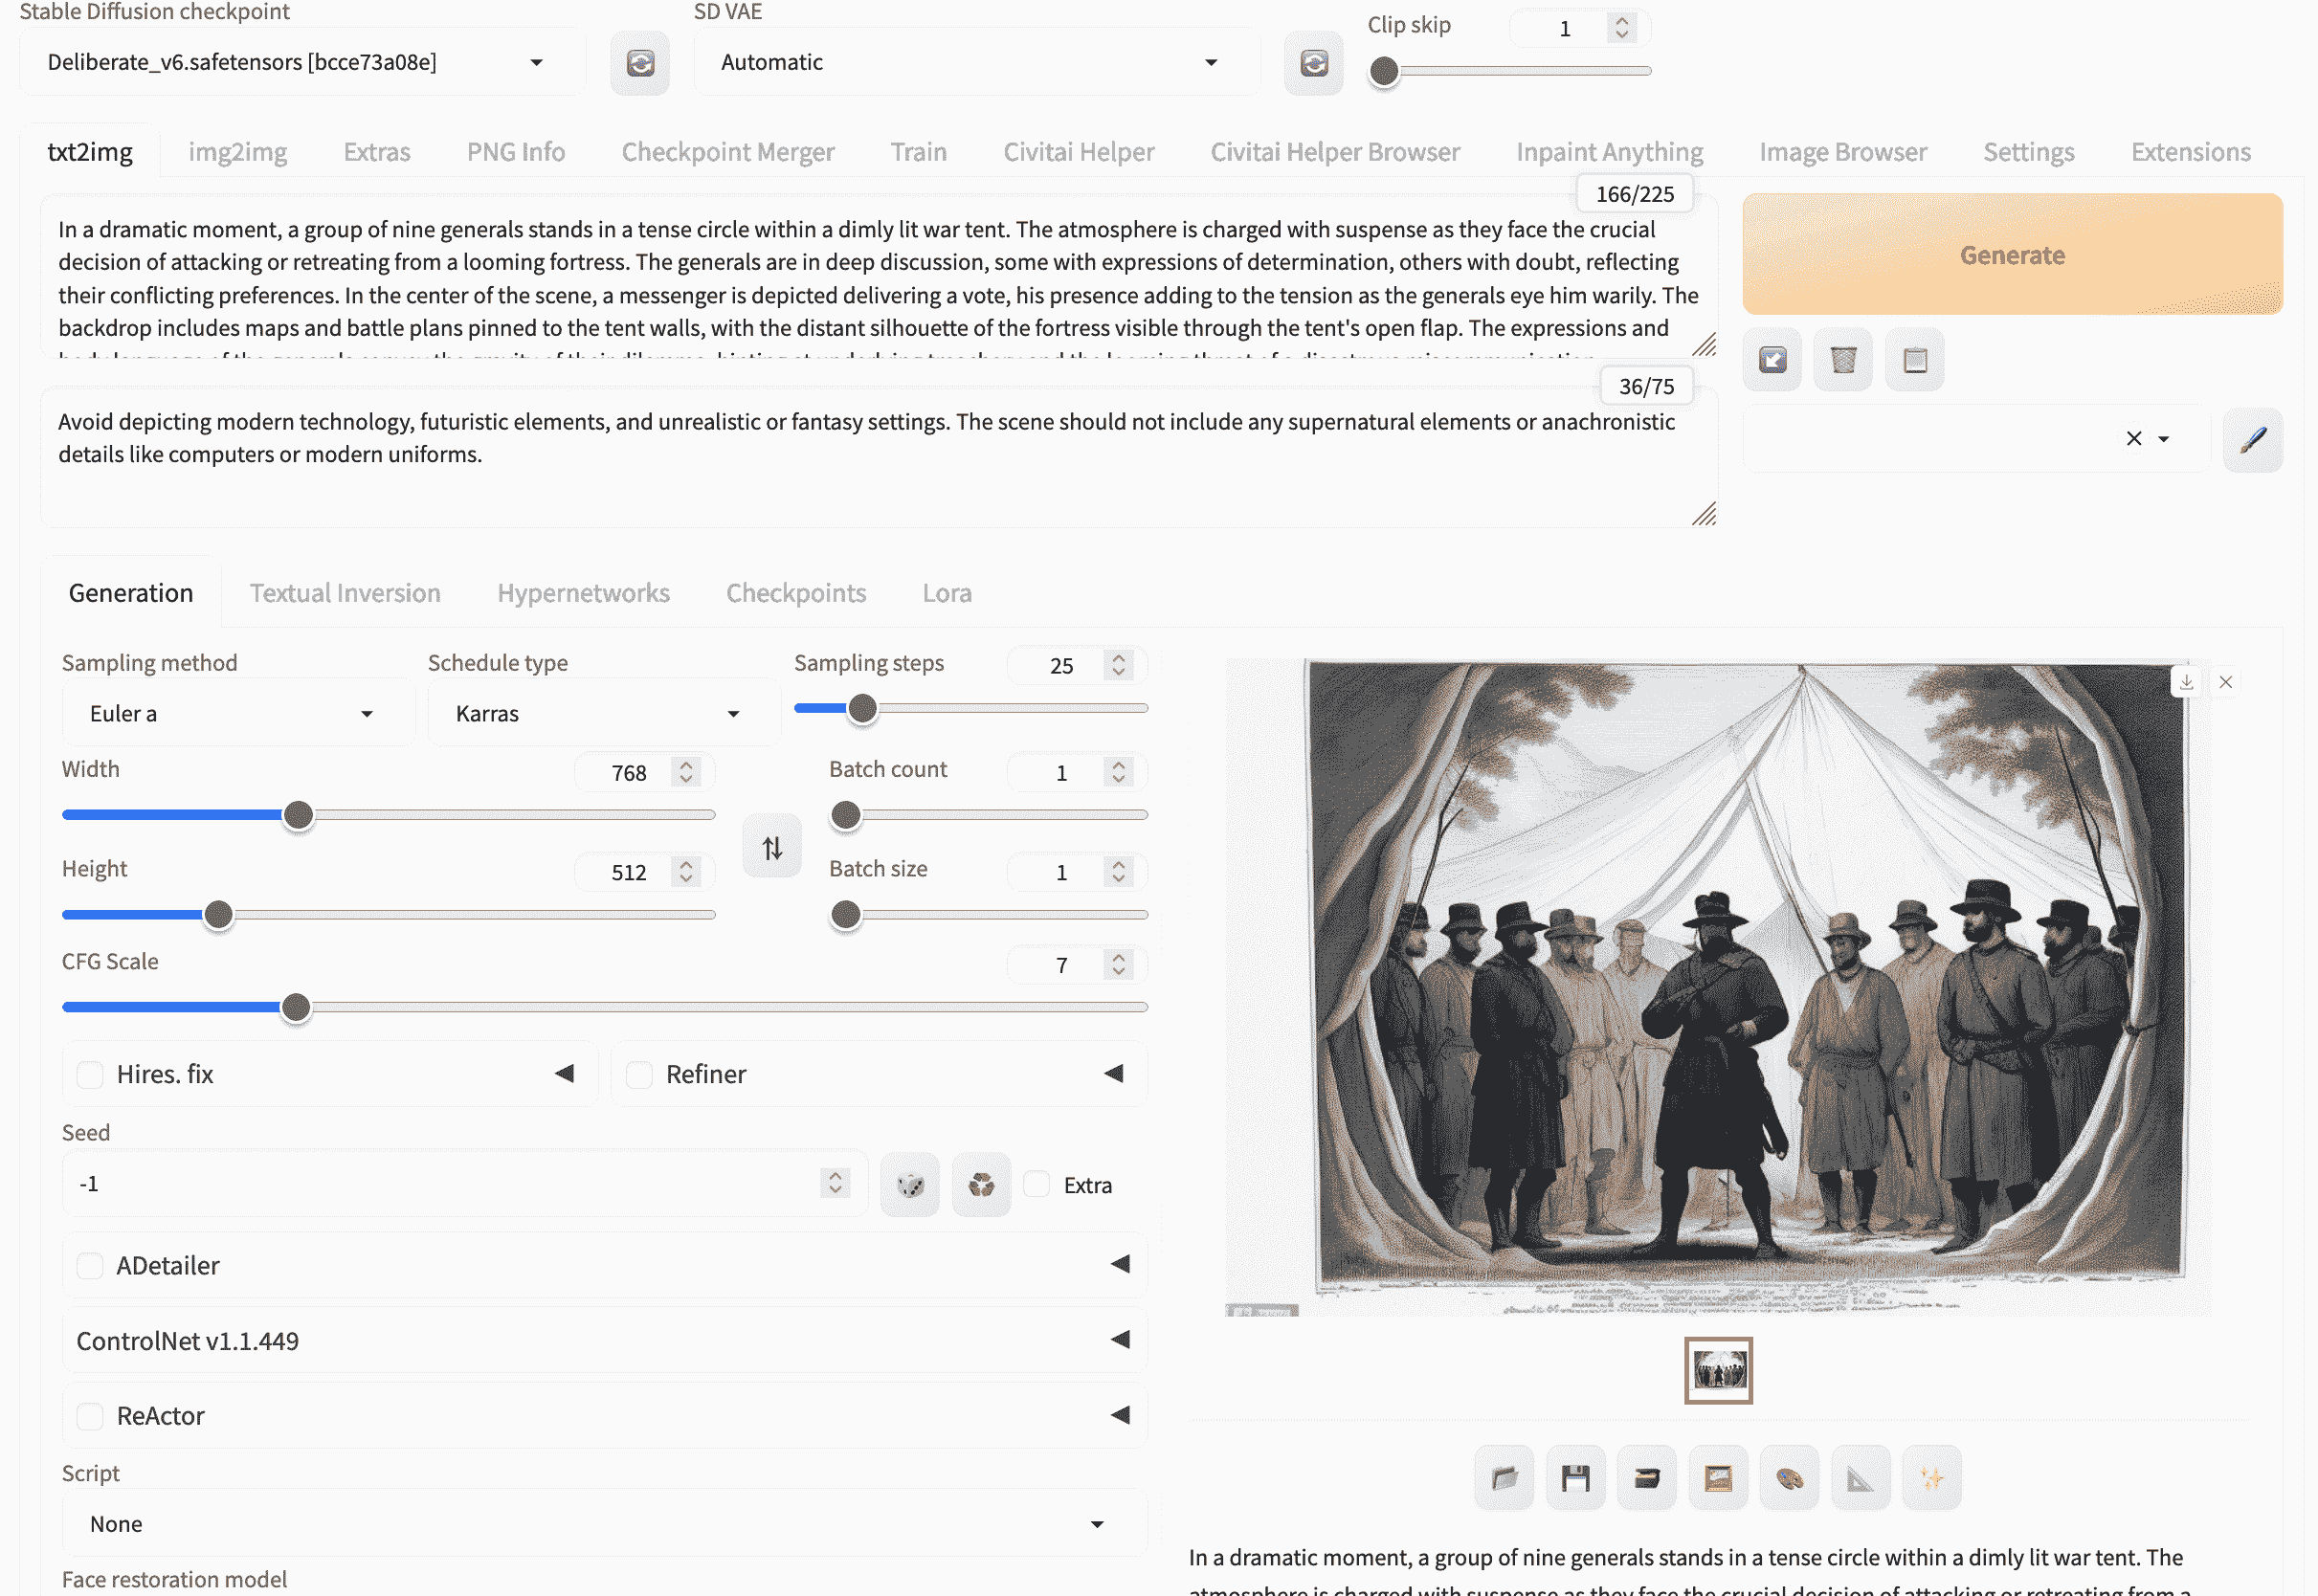 Stable Diffusion checkpoint
SD VAE
Clip skip
1
Deliberate_v6.safetensors [bcce73a08e]
Automatic
txt2img
img2img
Extras
PNG Info
Checkpoint Merger
Train
Civitai Helper
Civitai Helper Browser
Inpaint Anything
Image Browser
Settings
Extensions
166/225
In a dramatic moment, a group of nine generals stands in a tense circle within a dimly lit war tent. The atmosphere is charged with suspense as they face the crucial
decision of attacking or retreating from a looming fortress. The generals are in deep discussion, some with expressions of determination, others with doubt, reflecting
their conflicting preferences. In the center of the scene, a messenger is depicted delivering a vote, his presence adding to the tension as the generals eye him warily. The
backdrop includes maps and battle plans pinned to the tent walls, with the distant silhouette of the fortress visible through the tent's open flap. The expressions and
Generate
36/75
Avoid depicting modern technology, futuristic elements, and unrealistic or fantasy settings. The scene should not include any supernatural elements or anachronistic
details like computers or modern uniforms.
Generation
Textual Inversion
Hypernetworks
Checkpoints
Lora
Sampling method
Schedule type
Sampling steps
25
Euler a
Karras
Width
768
Batch count
1
Height
512
Batch size
1
CFG Scale
7
Hires. fix
Refiner
Seed
-1
Extra
ADetailer
ControlNet v1.1.449
ReActor
Script
None
Face restoration model
In a dramatic moment, a group of nine generals stands in a tense circle within a dimly lit war tent. The
atmosphere is charged with suspense as they face the crucial decision of attacking or retreating from a